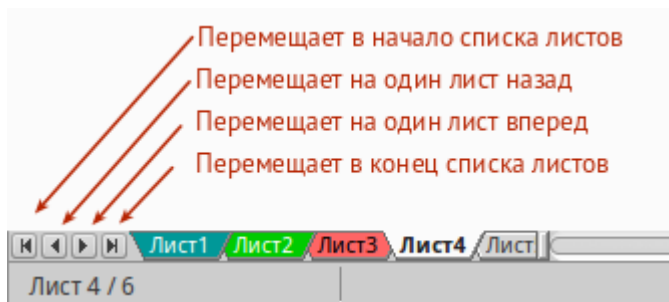 Перемещает в начало списка листов
Перемещает на один лист назад
Перемещает на один лист вперед
Перемещает в конец списка листов
Лист1 Лист2 Лист3 Лист4 Лист
Лист 4 / 6